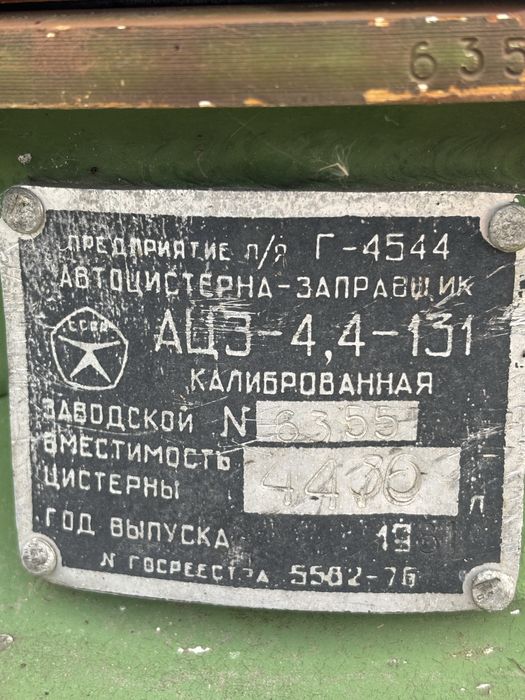 635
ПРЕДПРИЯТИЕ П/Я Г-4544
АВТОЦИСТЕРНА-ЗАПРАВЩИК
СССР
АЦЗ-4,4-131
КАЛИБРОВАННАЯ
ЗАВОДСКОЙ N 6355
ВМЕСТИМОСТЬ
ЦИСТЕРНЫ 4470 Л
ГОД ВЫПУСКА
N ГОСРЕЕСТРА 5582-76